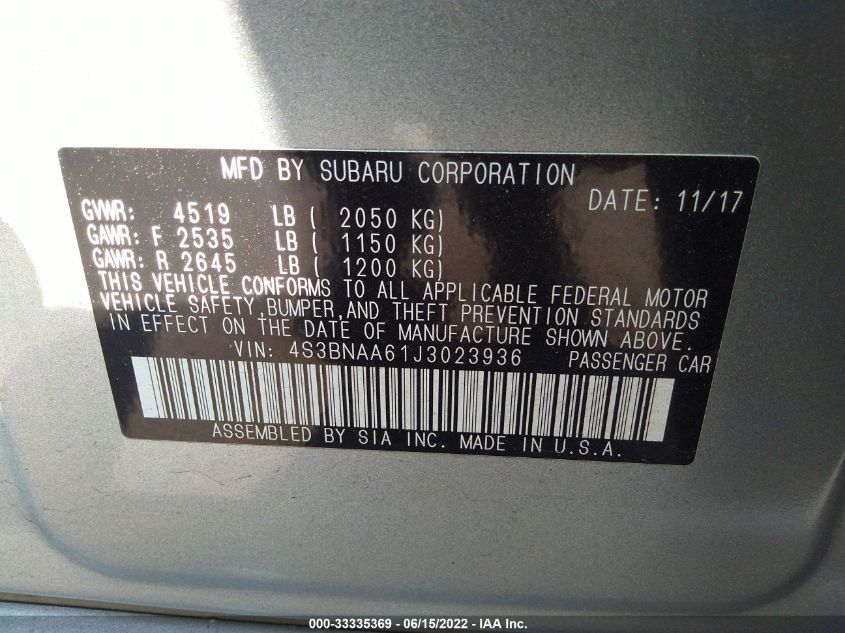 MFD BY SUBARU CORPORATION
DATE: 11/17
GVWR: 4519 LB ( 2050 KG)
GAWR: F 2535 LB ( 1150 KG)
GAWR: R 2645 LB ( 1200 KG)
THIS VEHICLE CONFORMS TO ALL APPLICABLE FEDERAL MOTOR
VEHICLE SAFETY,BUMPER,AND THEFT PREVENTION STANDARDS
IN EFFECT ON THE DATE OF MANUFACTURE SHOWN ABOVE.
VIN: 4S3BNAA61J3023936 PASSENGER CAR
ASSEMBLED BY SIA INC. MADE IN U.S.A.
000-33335369 - 06/15/2022 - IAA Inc.